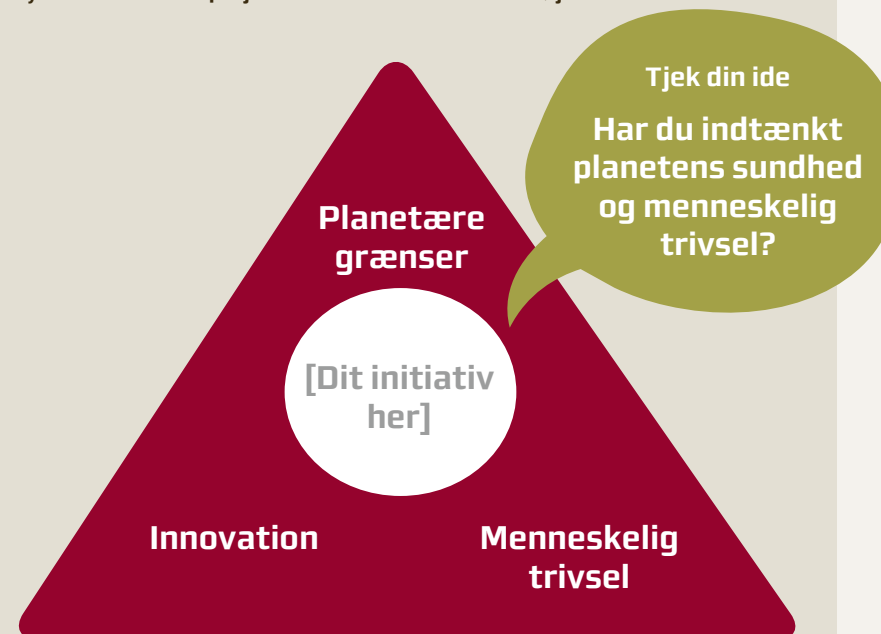 Tjek din ide
Har du indtænkt
planetens sundhed
og menneskelig
trivsel?
Planetære
grænser
[Dit initiativ
her]
Innovation
Menneskelig
trivsel